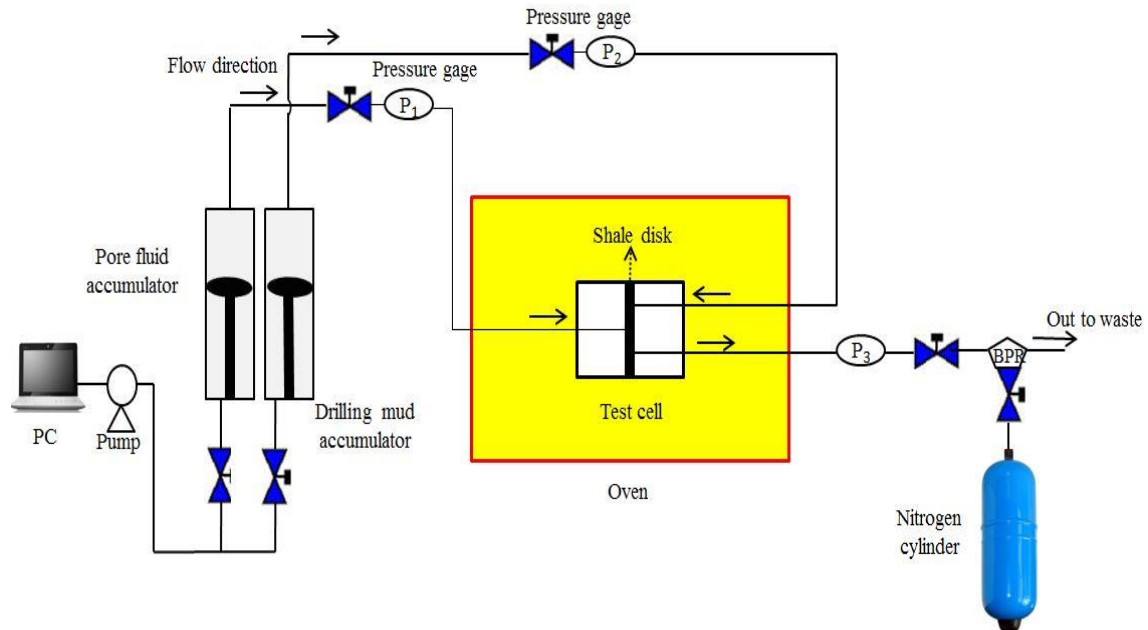 Pressure gage
P2
Flow direction
Pressure gage
P1
Shale disk
Pore fluid
accumulator
Out to waste
P3
BPR
Test cell
Drilling mud
accumulator
PC
Pump
Oven
Nitrogen
cylinder